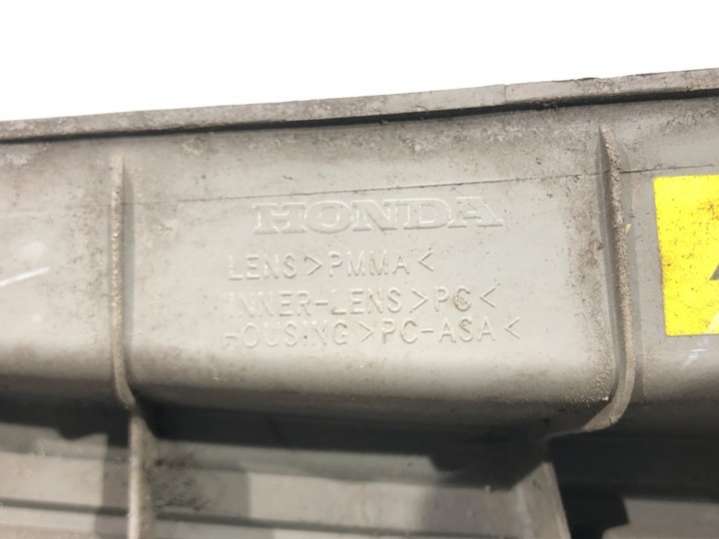 HONDA
LENS>PMMA<
INNER-LENS>PC<
HOUSING>PC-ASA<